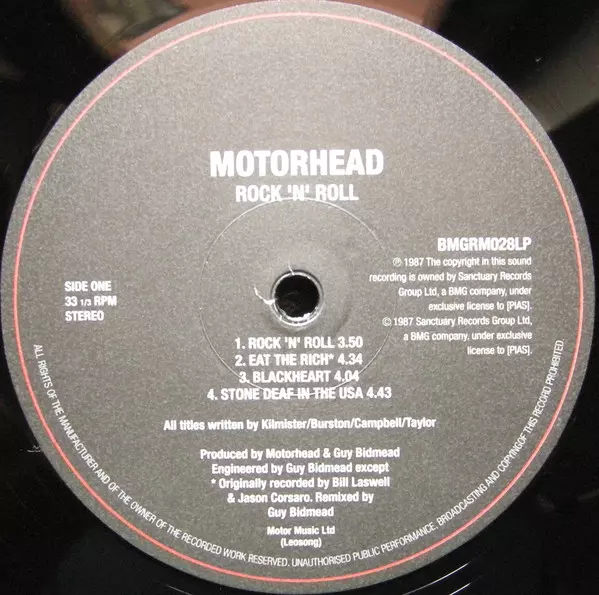 MOTORHEAD
ROCK 'N' ROLL
BMGRM028LP
℗ 1987 The copyright in this sound
recording is owned by Sanctuary Records
Group Ltd, a BMG company, under
exclusive license to [PIAS].
© 1987 Sanctuary Records Group Ltd,
a BMG company, under exclusive
license to [PIAS].
SIDE ONE
33 1/3 RPM
STEREO
1. ROCK 'N' ROLL 3.50
2. EAT THE RICH* 4.34
3. BLACKHEART 4.04
4. STONE DEAF IN THE USA 4.43
All titles written by Kilmister/Burston/Campbell/Taylor
Produced by Motorhead & Guy Bidmead
Engineered by Guy Bidmead except
* Originally recorded by Bill Laswell
& Jason Corsaro. Remixed by
Guy Bidmead
Motor Music Ltd
(Leosong)
ALL RIGHTS OF THE MANUFACTURER AND OF THE OWNER OF THE RECORDED WORK RESERVED. UNAUTHORISED PUBLIC PERFORMANCE, BROADCASTING AND COPYINGOF THIS RECORD PROHIBITED.